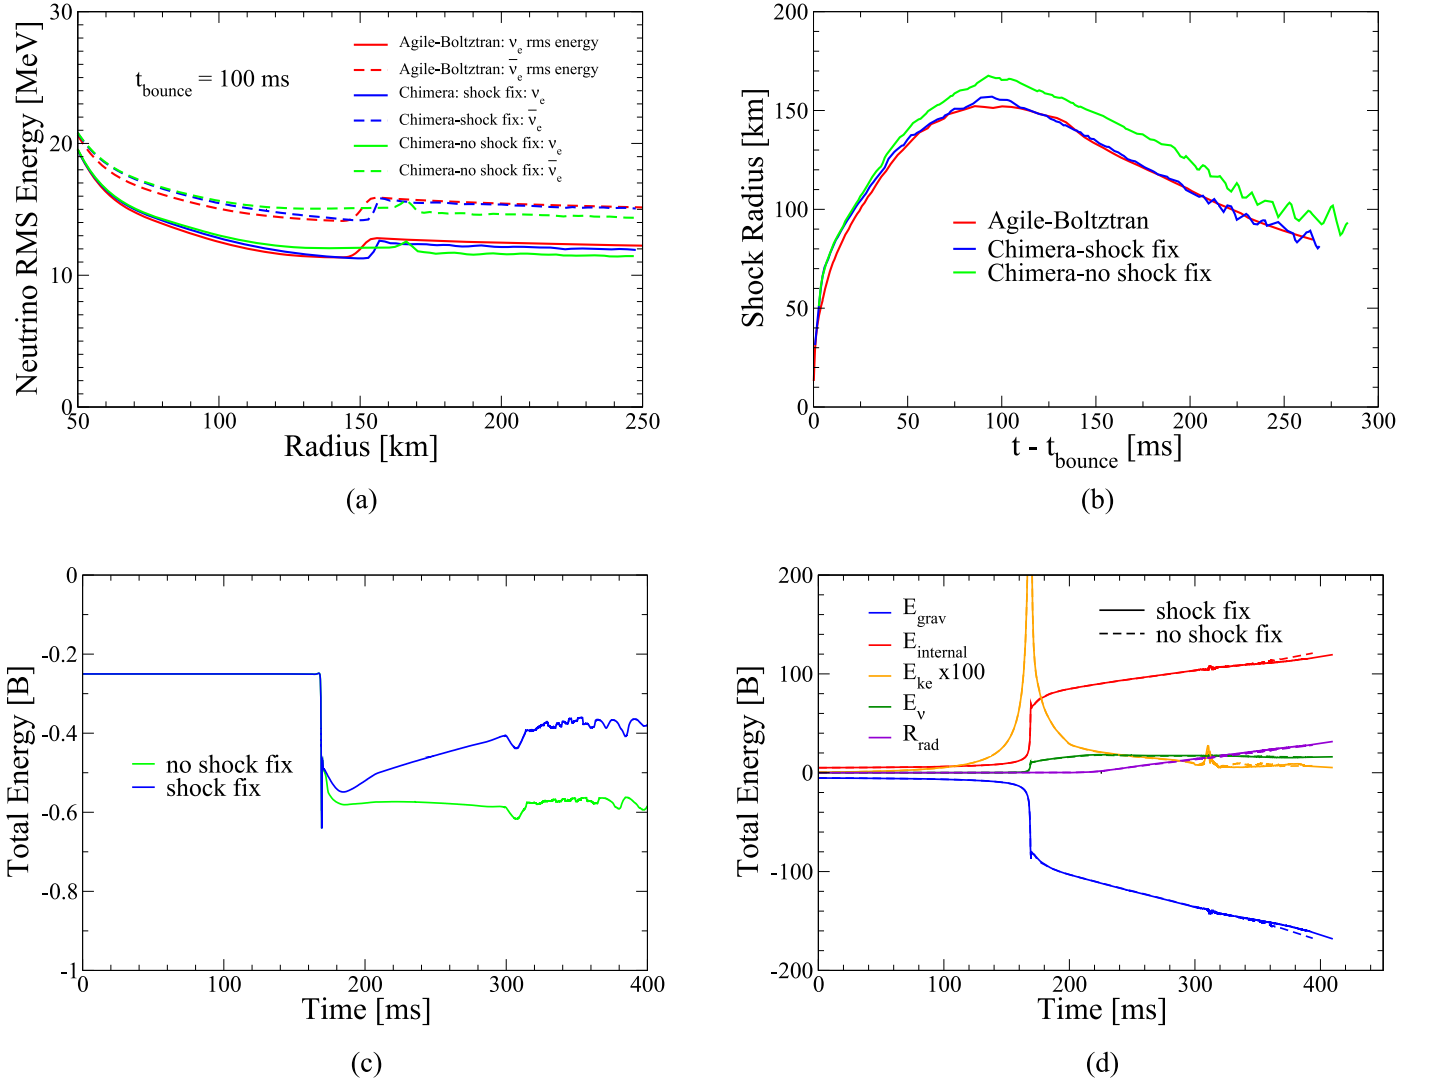 30
20
10
0
50
100
150
200
250
Neutrino RMS Energy [MeV]
Radius [km]
t_bounce = 100 ms
Agile-Boltztran: ν_e rms energy
Agile-Boltztran: ν̅_e rms energy
Chimera: shock fix: ν_e
Chimera-shock fix: ν̅_e
Chimera-no shock fix: ν_e
Chimera-no shock fix: ν̅_e
(a)
200
150
100
50
0
0
50
100
150
200
250
300
Shock Radius [km]
t - t_bounce [ms]
Agile-Boltztran
Chimera-shock fix
Chimera-no shock fix
(b)
0
-0.2
-0.4
-0.6
-0.8
-1
0
100
200
300
400
Total Energy [B]
Time [ms]
no shock fix
shock fix
(c)
200
100
0
-100
-200
0
100
200
300
400
Total Energy [B]
Time [ms]
E_grav
E_internal
E_ke x100
E_ν
R_rad
shock fix
no shock fix
(d)